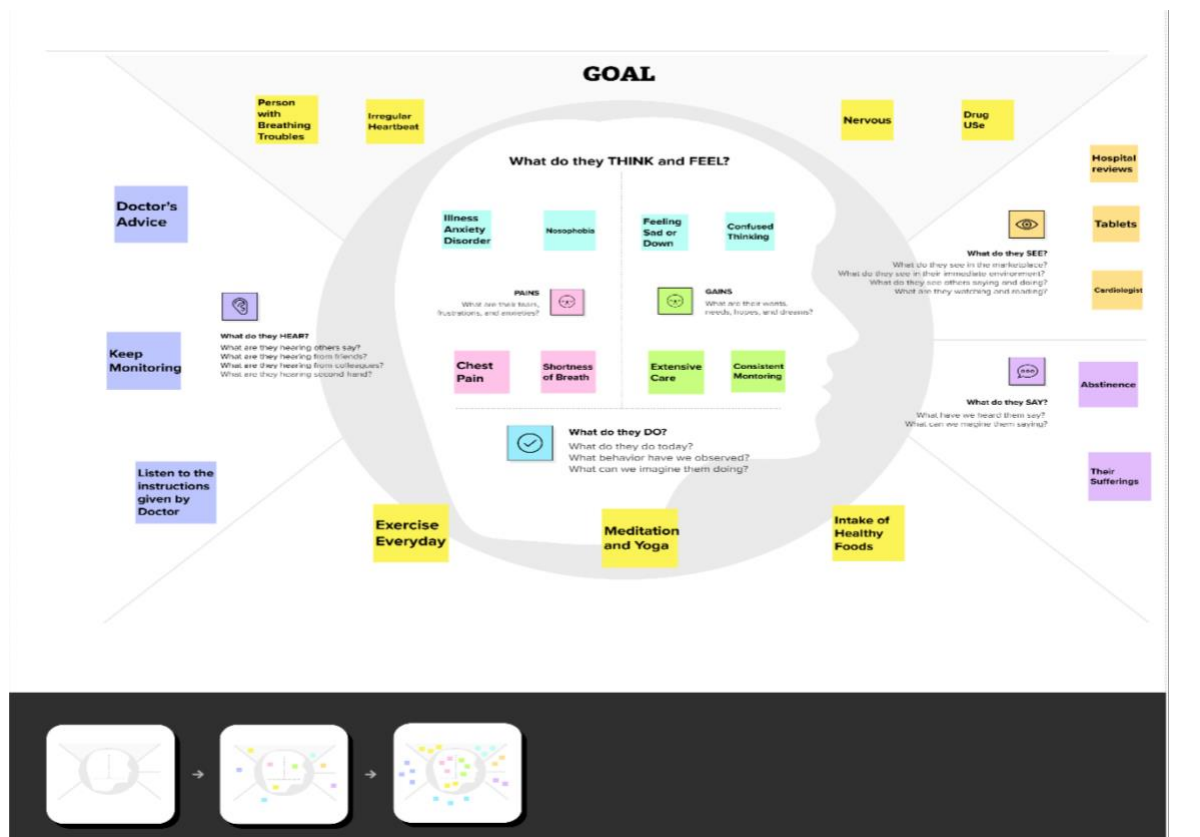 GOAL
Person
with
Breathing
Troubles
Irregular
Heartbeat
Nervous
Drug
USe
What do they THINK and FEEL?
Illness
Anxiety
Disorder
Nosophobia
Feeling
Sad or
Down
Confused
Thinking
PAINS
What are their fears,
frustrations, and anxieties?
GAINS
What are their wants,
needs, hopes, and dreams?
Chest
Pain
Shortness
of Breath
Extensive
Care
Consistent
Montoring
Doctor's
Advice
Keep
Monitoring
Listen to the
instructions
given by
Doctor
What do they HEAR?
What are they hearing others say?
What are they hearing from friends?
What are they hearing from colleagues?
What are they hearing second hand?
Hospital
reviews
Tablets
Cardiologist
What do they SEE?
What do they see in the marketplace?
What do they see in their immediate environment?
What do they see others saying and doing?
What are they watching and reading?
What do they SAY?
What have we heard them say?
What can we magine them saying?
Abstinence
Their
Sufferings
What do they DO?
What do they do today?
What behavior have we observed?
What can we imagine them doing?
Exercise
Everyday
Meditation
and Yoga
Intake of
Healthy
Foods